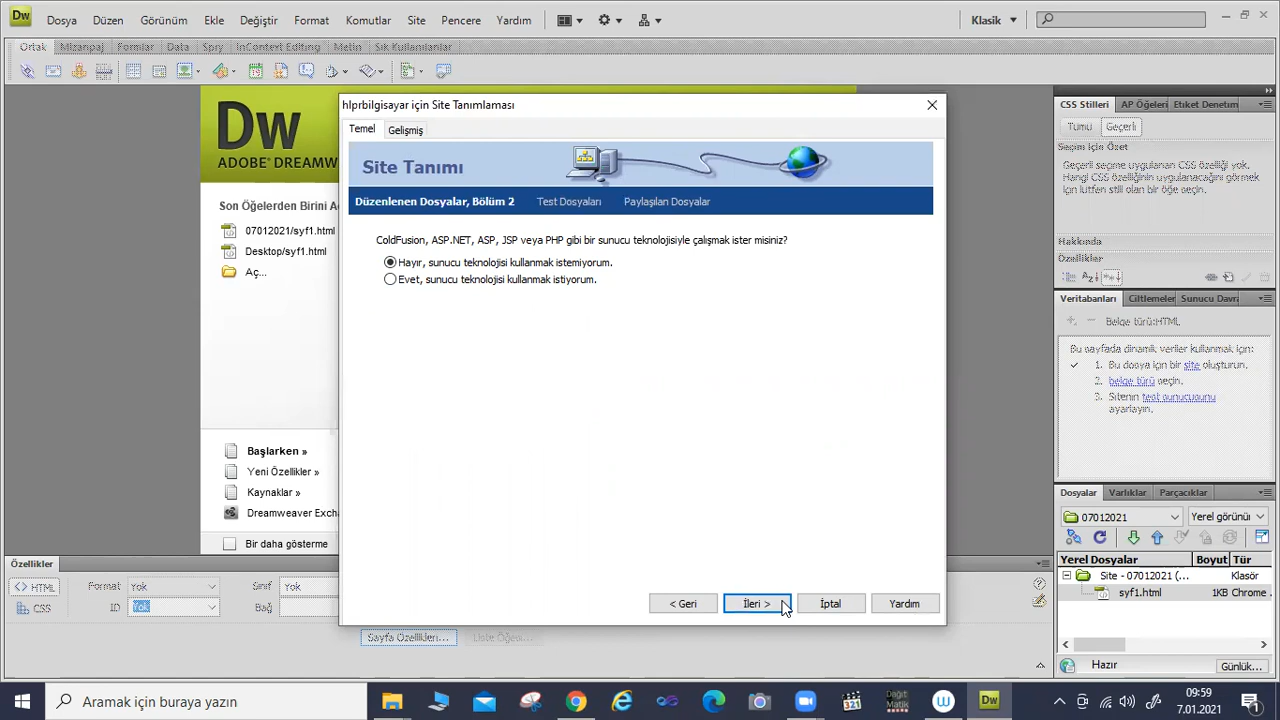 Dw
Dosya Düzen Görünüm Ekle Değiştir Format Komutlar Site Pencere Yardım Klasik
Ortak Mizanpaj Formlar Data Spry InContext Editing Metin Sık Kullanılanlar
hlprbilgisayar için Site Tanımlaması
Temel Gelişmiş
Site Tanımı
Düzenlenen Dosyalar, Bölüm 2 Test Dosyaları Paylaşılan Dosyalar
ColdFusion, ASP.NET, ASP, JSP veya PHP gibi bir sunucu teknolojisiyle çalışmak ister misiniz?
Hayır, sunucu teknolojisi kullanmak istemiyorum.
Evet, sunucu teknolojisi kullanmak istiyorum.
< Geri İleri > İptal Yardım
Dw
ADOBE® DREAMW
Son Öğelerden Birini A
07012021/syf1.html
Desktop/syf1.html
Aç...
Başlarken »
Yeni Özellikler »
Kaynaklar »
Dreamweaver Excha
Bir daha gösterme
CSS Stilleri AP Öğeleri Etiket Denetim
Tümü Geçerli
Seçim İçin Özet
Geçerli seçime hiçbir CSS özelliği
Hangi CSS özelliklerinin uygulanacağını görmek
için lütfen stili olan bir öğe seçin.
Hakkında
Özellikler
Veritabanları Ciltlemeler Sunucu Davra
Belge türü:HTML
Bu sayfada dinamik veriler kullanmak için:
1. Bu dosya için bir site oluşturun.
2. belge türü seçin.
3. Sitenin test sunucusunu
ayarlayın.
Dosyalar Varlıklar Parçacıklar
07012021 Yerel görünü
Yerel Dosyalar Boyut Tür
Site - 07012021 (... Klasör
syf1.html 1KB Chrome ...
Hazır Günlük...
Özellikler
<> HTML Format: Yok Sınıf Yok
CSS ID Yok Bağ
Sayfa Özellikleri... Liste Öğesi...
Aramak için buraya yazın
09:59
7.01.2021